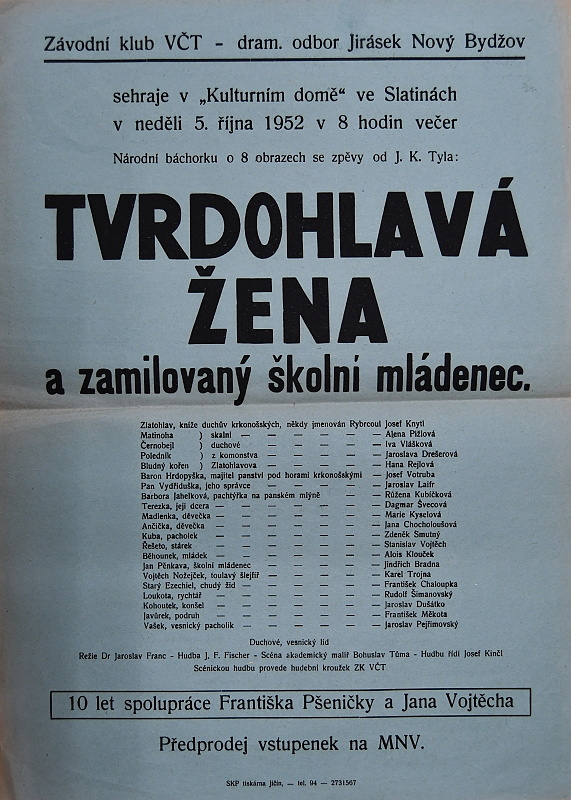 Závodní klub VČT - dram. odbor Jirásek Nový Bydžov
sehraje v „Kulturním domě“ ve Slatinách
v neděli 5. října 1952 v 8 hodin večer
Národní báchorku o 8 obrazech se zpěvy od J. K. Tyla:
TVRDOHLAVÁ
ŽENA
a zamilovaný školní mládenec.
Zlatohlav, kníže duchův krkonošských, někdy jmenován Rybrcoul Josef Knytl
Matinoha ) skalní — — — — — — Alena Pižlová
Černobejl ) duchové — — — — — — Iva Vlášková
Poledník ) z komonstva — — — — — Jaroslava Drešerová
Bludný kořen ) Zlatohlavova — — — — — Hana Rejlová
Baron Hrdopyška, majitel panství pod horami krkonošskými — Josef Votruba
Pan Vydřiduška, jeho správce — — — — — Jaroslav Laifr
Barbora Jahelková, pachtýřka na panském mlýně — — Růžena Kubíčková
Terezka, její dcera — — — — — — — Dagmar Švecová
Madlenka, děvečka — — — — — — — Marie Kyselová
Ančička, děvečka — — — — — — — Jana Chocholoušová
Kuba, pacholek — — — — — — — Zdeněk Smutný
Řešeto, stárek — — — — — — — Stanislav Vojtěch
Běhounek, mládek — — — — — — — Alois Klouček
Jan Pěnkava, školní mládenec — — — — — Jindřich Bradna
Vojtěch Nožejček, toulavý šlejfíř — — — — — Karel Trojna
Starý Ezechiel, chudý žid — — — — — — František Chaloupka
Loukota, rychtář — — — — — — — Rudolf Šimanovský
Kohoutek, konšel — — — — — — — Jaroslav Dušátko
Javůrek, podruh — — — — — — — František Měkota
Vašek, vesnický pacholík — — — — — — Jaroslav Pejřimovský
Duchové, vesnický lid
Režie Dr Jaroslav Franc - Hudba J. F. Fischer - Scéna akademický malíř Bohuslav Tůma - Hudbu řídí Josef Kinčl
Scénickou hudbu provede hudební kroužek ZK VČT
10 let spolupráce Františka Pšeničky a Jana Vojtěcha
Předprodej vstupenek na MNV.
SKP tiskárna Jičín, — tel. 94 — 2731567